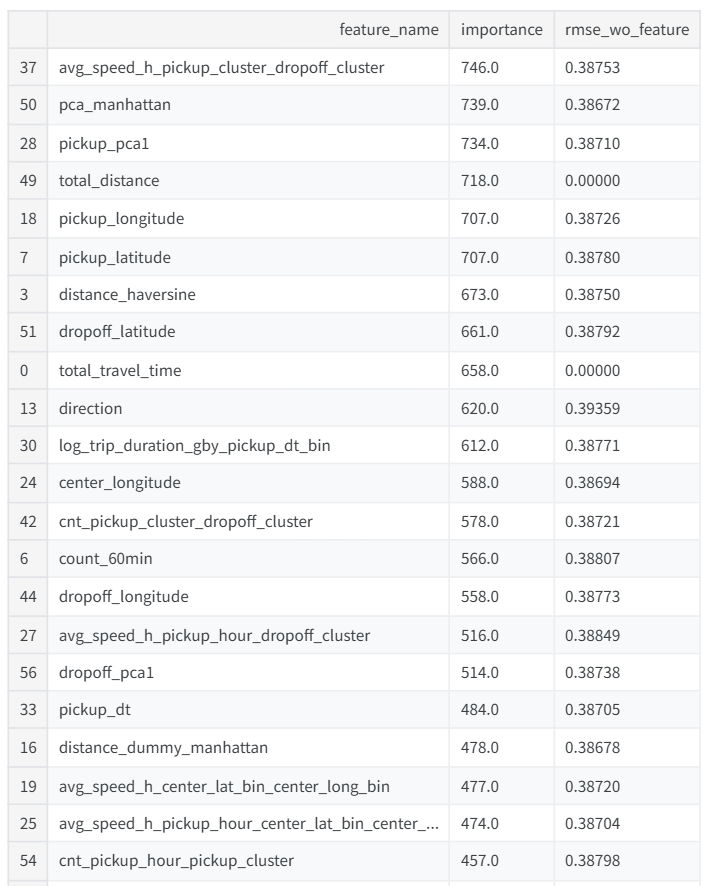 feature_name importance rmse_wo_feature
37 avg_speed_h_pickup_cluster_dropoff_cluster 746.0 0.38753
50 pca_manhattan 739.0 0.38672
28 pickup_pca1 734.0 0.38710
49 total_distance 718.0 0.00000
18 pickup_longitude 707.0 0.38726
7 pickup_latitude 707.0 0.38780
3 distance_haversine 673.0 0.38750
51 dropoff_latitude 661.0 0.38792
0 total_travel_time 658.0 0.00000
13 direction 620.0 0.39359
30 log_trip_duration_gby_pickup_dt_bin 612.0 0.38771
24 center_longitude 588.0 0.38694
42 cnt_pickup_cluster_dropoff_cluster 578.0 0.38721
6 count_60min 566.0 0.38807
44 dropoff_longitude 558.0 0.38773
27 avg_speed_h_pickup_hour_dropoff_cluster 516.0 0.38849
56 dropoff_pca1 514.0 0.38738
33 pickup_dt 484.0 0.38705
16 distance_dummy_manhattan 478.0 0.38678
19 avg_speed_h_center_lat_bin_center_long_bin 477.0 0.38720
25 avg_speed_h_pickup_hour_center_lat_bin_center_... 474.0 0.38704
54 cnt_pickup_hour_pickup_cluster 457.0 0.38798